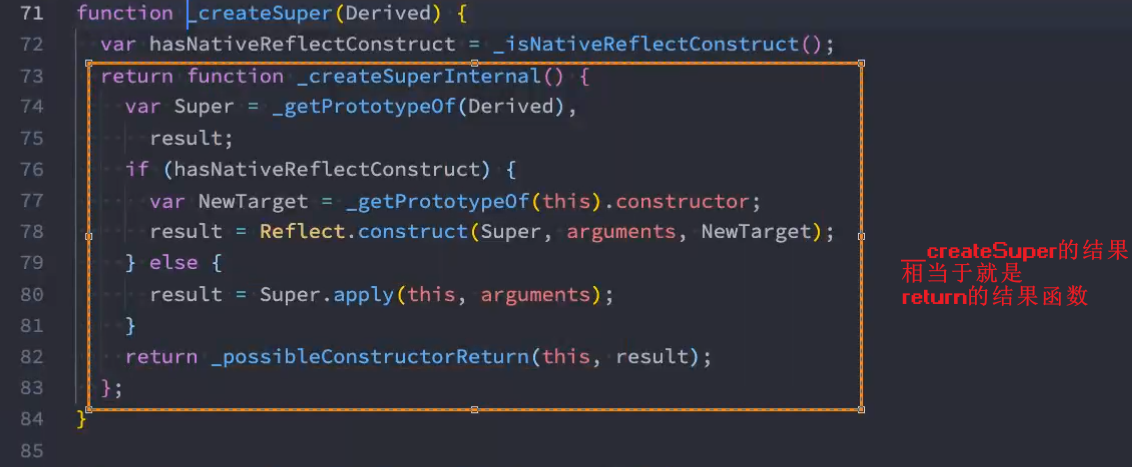 71 function _createSuper(Derived) {
72 var hasNativeReflectConstruct = _isNativeReflectConstruct();
73 return function _createSuperInternal() {
74 var Super = _getPrototypeOf(Derived),
75 result;
76 if (hasNativeReflectConstruct) {
77 var NewTarget = _getPrototypeOf(this).constructor;
78 result = Reflect.construct(Super, arguments, NewTarget);
79 } else {
80 result = Super.apply(this, arguments);
81 }
82 return _possibleConstructorReturn(this, result);
83 };
84 }
85
__createSuper的结果
相当于就是
return的结果函数